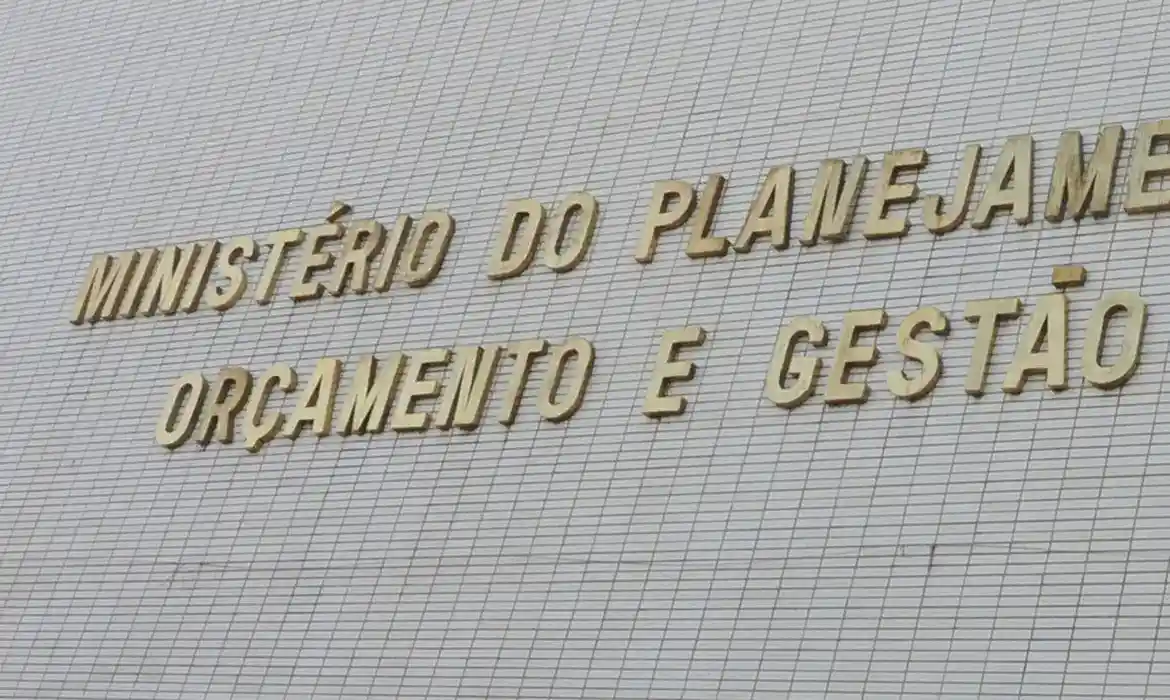 MINISTÉRIO DO PLANEJAME
ORÇAMENTO E GESTÃO